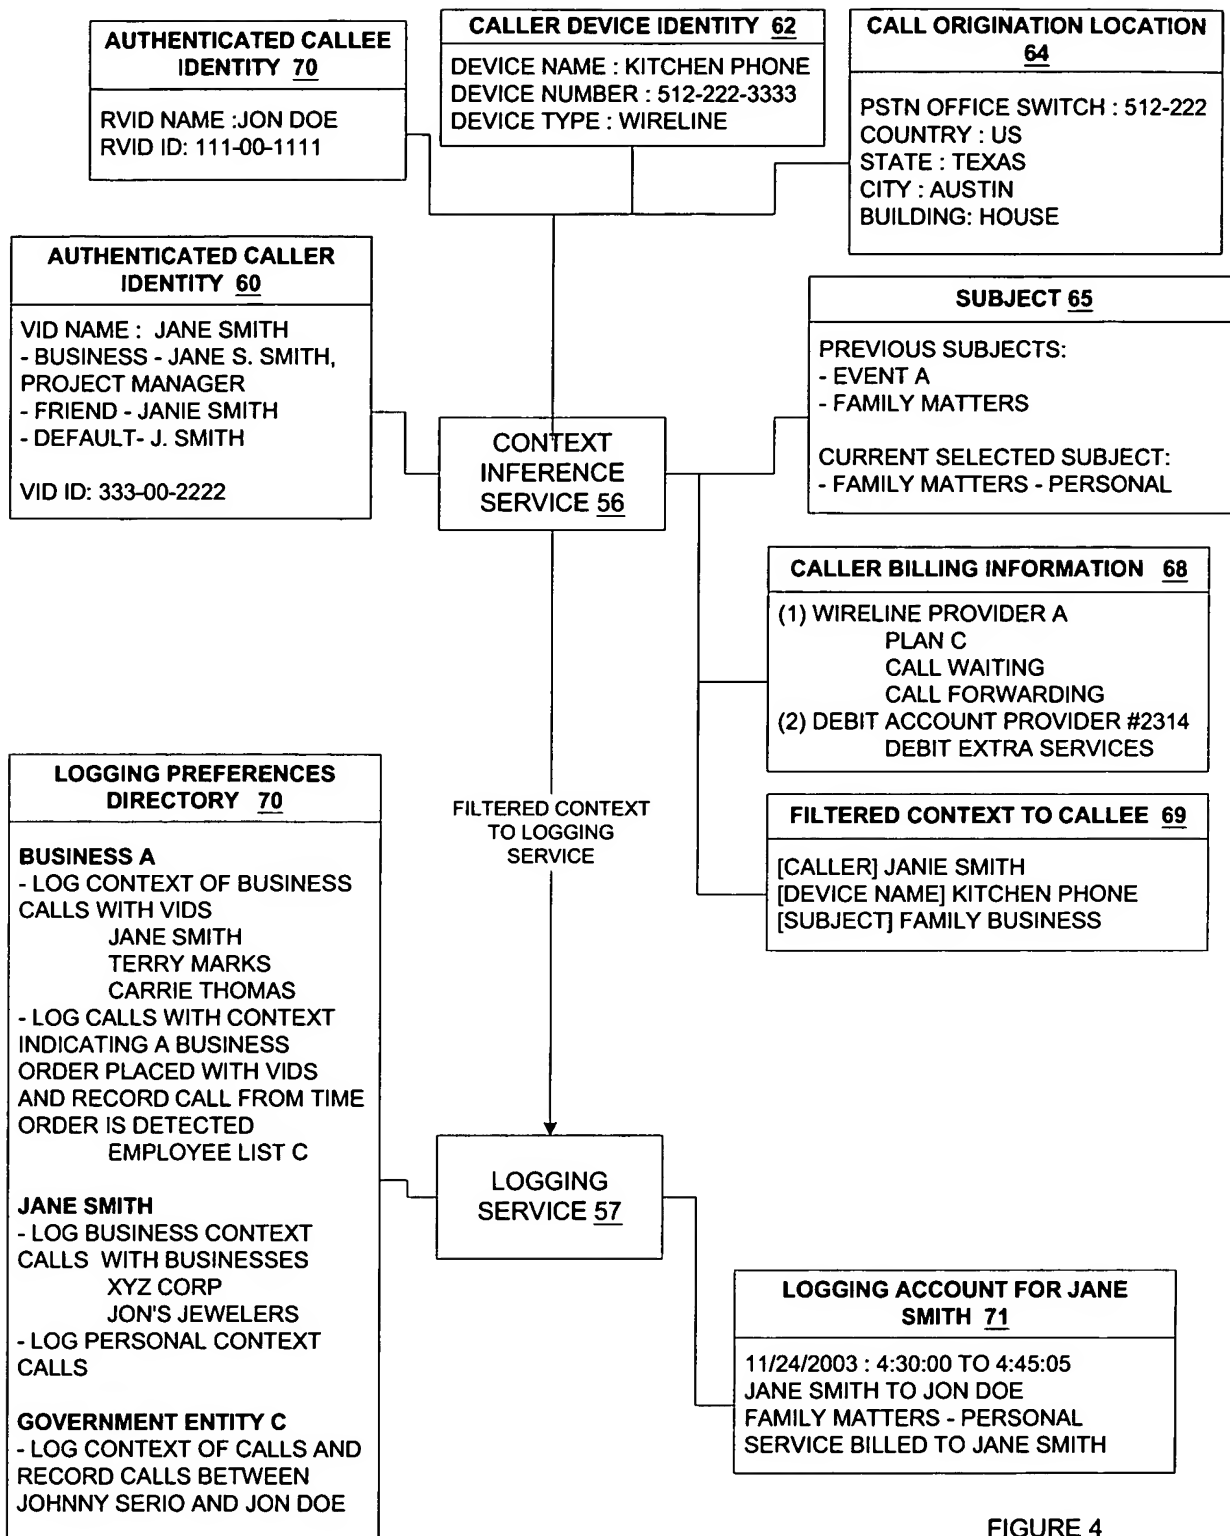 AUTHENTICATED CALLEE
IDENTITY 70
RVID NAME :JON DOE
RVID ID: 111-00-1111
CALLER DEVICE IDENTITY 62
DEVICE NAME : KITCHEN PHONE
DEVICE NUMBER : 512-222-3333
DEVICE TYPE : WIRELINE
CALL ORIGINATION LOCATION
64
PSTN OFFICE SWITCH : 512-222
COUNTRY : US
STATE : TEXAS
CITY : AUSTIN
BUILDING: HOUSE
AUTHENTICATED CALLER
IDENTITY 60
VID NAME : JANE SMITH
- BUSINESS - JANE S. SMITH,
PROJECT MANAGER
- FRIEND - JANIE SMITH
- DEFAULT- J. SMITH
VID ID: 333-00-2222
SUBJECT 65
PREVIOUS SUBJECTS:
- EVENT A
- FAMILY MATTERS
CURRENT SELECTED SUBJECT:
- FAMILY MATTERS - PERSONAL
CONTEXT
INFERENCE
SERVICE 56
CALLER BILLING INFORMATION 68
(1) WIRELINE PROVIDER A
PLAN C
CALL WAITING
CALL FORWARDING
(2) DEBIT ACCOUNT PROVIDER #2314
DEBIT EXTRA SERVICES
FILTERED CONTEXT TO CALLEE 69
[CALLER] JANIE SMITH
[DEVICE NAME] KITCHEN PHONE
[SUBJECT] FAMILY BUSINESS
FILTERED CONTEXT
TO LOGGING
SERVICE
LOGGING PREFERENCES
DIRECTORY 70
BUSINESS A
- LOG CONTEXT OF BUSINESS
CALLS WITH VIDS
JANE SMITH
TERRY MARKS
CARRIE THOMAS
- LOG CALLS WITH CONTEXT
INDICATING A BUSINESS
ORDER PLACED WITH VIDS
AND RECORD CALL FROM TIME
ORDER IS DETECTED
EMPLOYEE LIST C
JANE SMITH
- LOG BUSINESS CONTEXT
CALLS WITH BUSINESSES
XYZ CORP
JON'S JEWELERS
- LOG PERSONAL CONTEXT
CALLS
GOVERNMENT ENTITY C
- LOG CONTEXT OF CALLS AND
RECORD CALLS BETWEEN
JOHNNY SERIO AND JON DOE
LOGGING
SERVICE 57
LOGGING ACCOUNT FOR JANE
SMITH 71
11/24/2003 : 4:30:00 TO 4:45:05
JANE SMITH TO JON DOE
FAMILY MATTERS - PERSONAL
SERVICE BILLED TO JANE SMITH
FIGURE 4